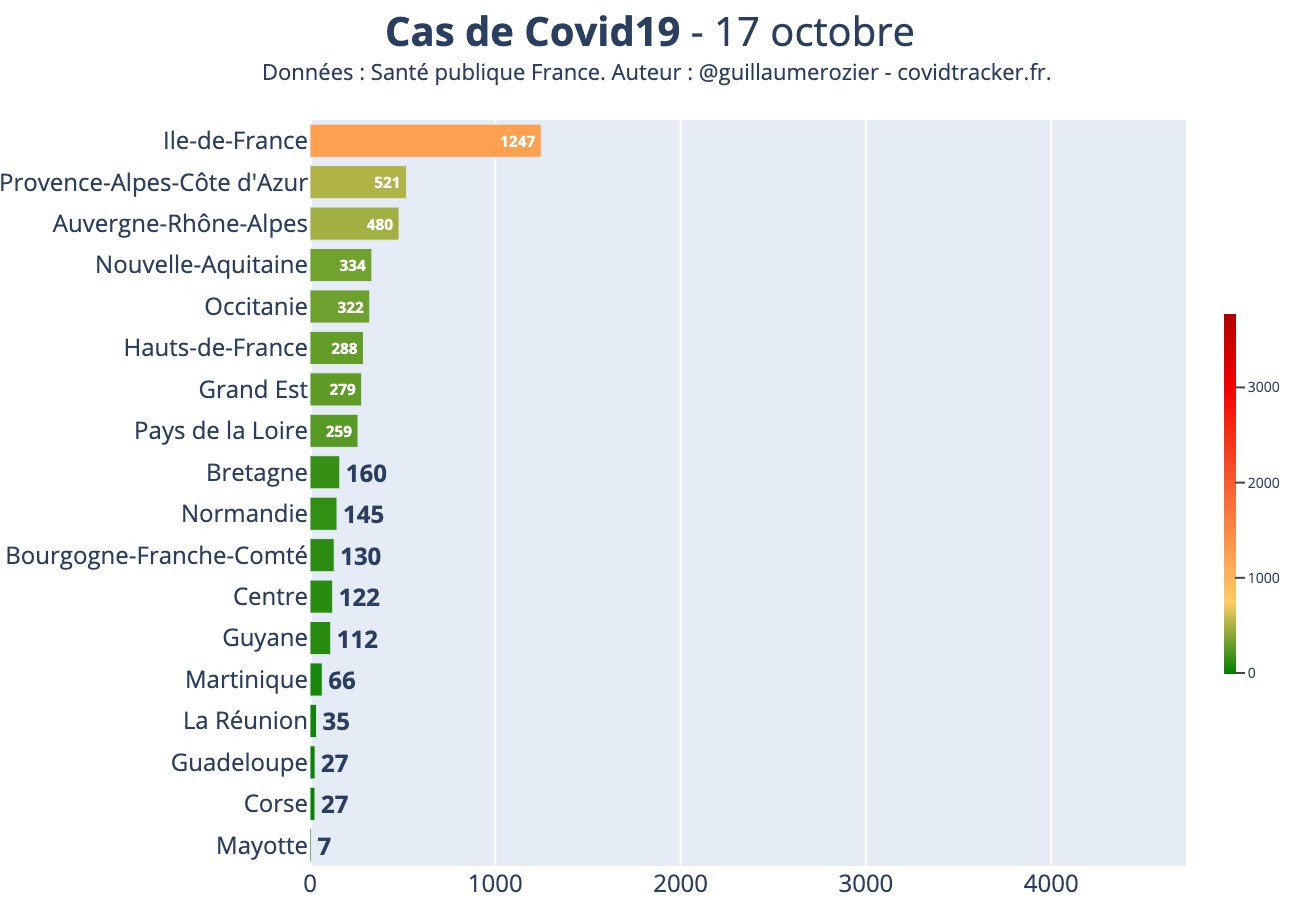 Cas de Covid19 - 17 octobre
Données : Santé publique France. Auteur : @guillaumerozier - covidtracker.fr.
Ile-de-France 1247
Provence-Alpes-Côte d'Azur 521
Auvergne-Rhône-Alpes 480
Nouvelle-Aquitaine 334
Occitanie 322
Hauts-de-France 288
Grand Est 279
Pays de la Loire 259
Bretagne 160
Normandie 145
Bourgogne-Franche-Comté 130
Centre 122
Guyane 112
Martinique 66
La Réunion 35
Guadeloupe 27
Corse 27
Mayotte 7
0 1000 2000 3000 4000
3000
2000
1000
0